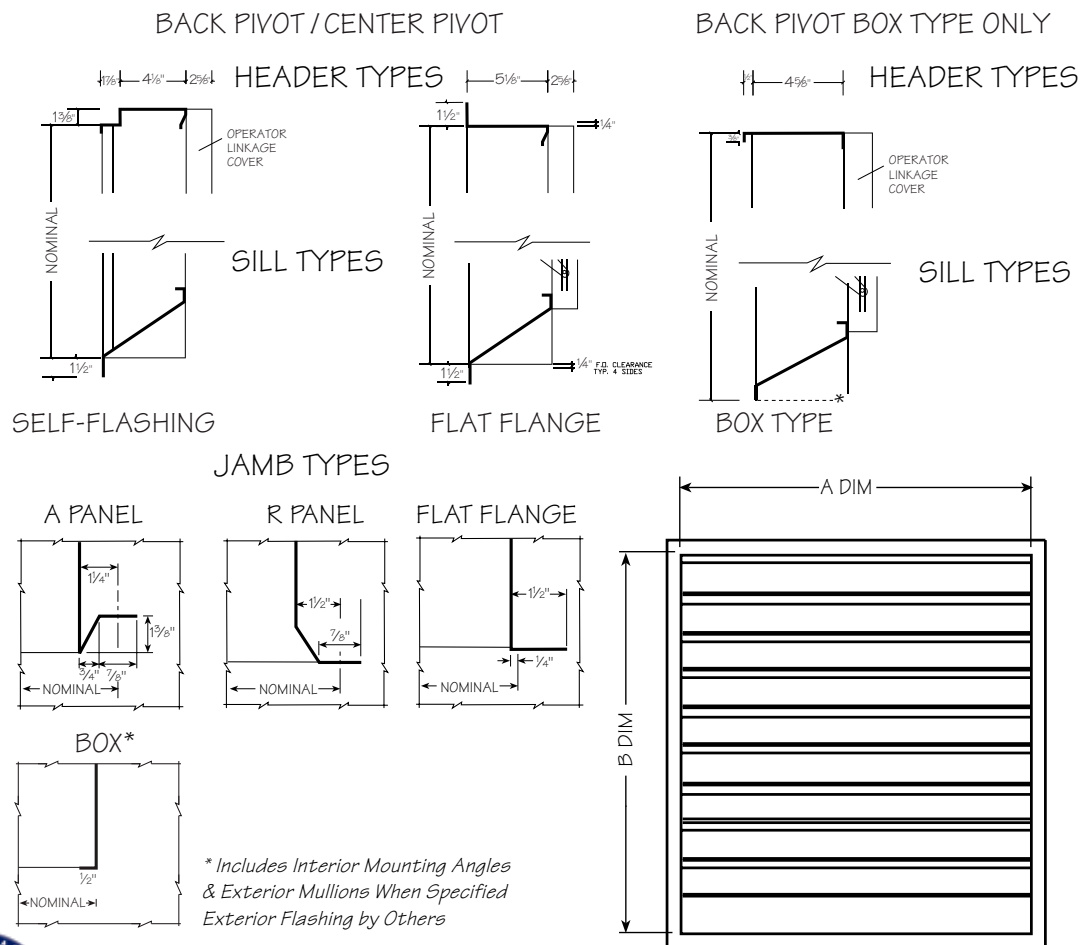 BACK PIVOT / CENTER PIVOT
BACK PIVOT BOX TYPE ONLY
1⅞" 4⅛" 2⅝"
HEADER TYPES
5⅛" 2⅝"
4⅝"
HEADER TYPES
1⅜"
1½"
¼"
OPERATOR
LINKAGE
COVER
OPERATOR
LINKAGE
COVER
NOMINAL
NOMINAL
NOMINAL
SILL TYPES
SILL TYPES
1½"
1½"
¼" F.O. CLEARANCE
TYP. 4 SIDES
*
SELF-FLASHING
FLAT FLANGE
BOX TYPE
JAMB TYPES
A PANEL
R PANEL
FLAT FLANGE
1¼"
1⅜"
¾" ⅞"
NOMINAL
1½"
⅞"
NOMINAL
1½"
¼"
NOMINAL
A DIM
B DIM
BOX*
½"
NOMINAL
* Includes Interior Mounting Angles
& Exterior Mullions When Specified
Exterior Flashing by Others